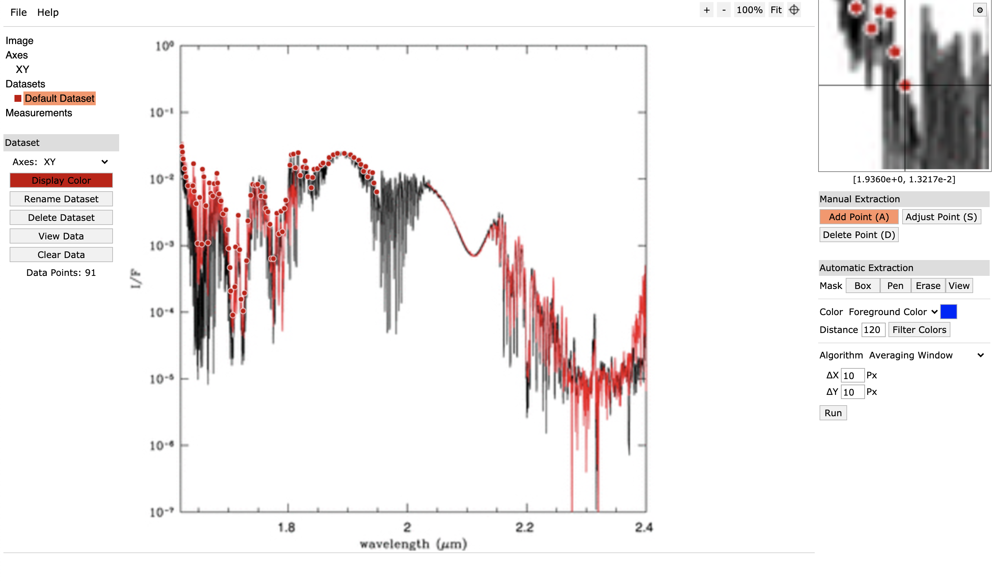 File Help
+ - 100% Fit
Image
Axes
XY
Datasets
Default Dataset
Measurements
Dataset
Axes: XY
Display Color
Rename Dataset
Delete Dataset
View Data
Clear Data
Data Points: 91
10⁰
10⁻¹
10⁻²
10⁻³
10⁻⁴
10⁻⁵
10⁻⁶
10⁻⁷
I/F
1.8 2 2.2 2.4
wavelength (μm)
[1.9360e+0, 1.3217e-2]
Manual Extraction
Add Point (A) Adjust Point (S)
Delete Point (D)
Automatic Extraction
Mask Box Pen Erase View
Color Foreground Color
Distance 120 Filter Colors
Algorithm Averaging Window
ΔX 10 Px
ΔY 10 Px
Run